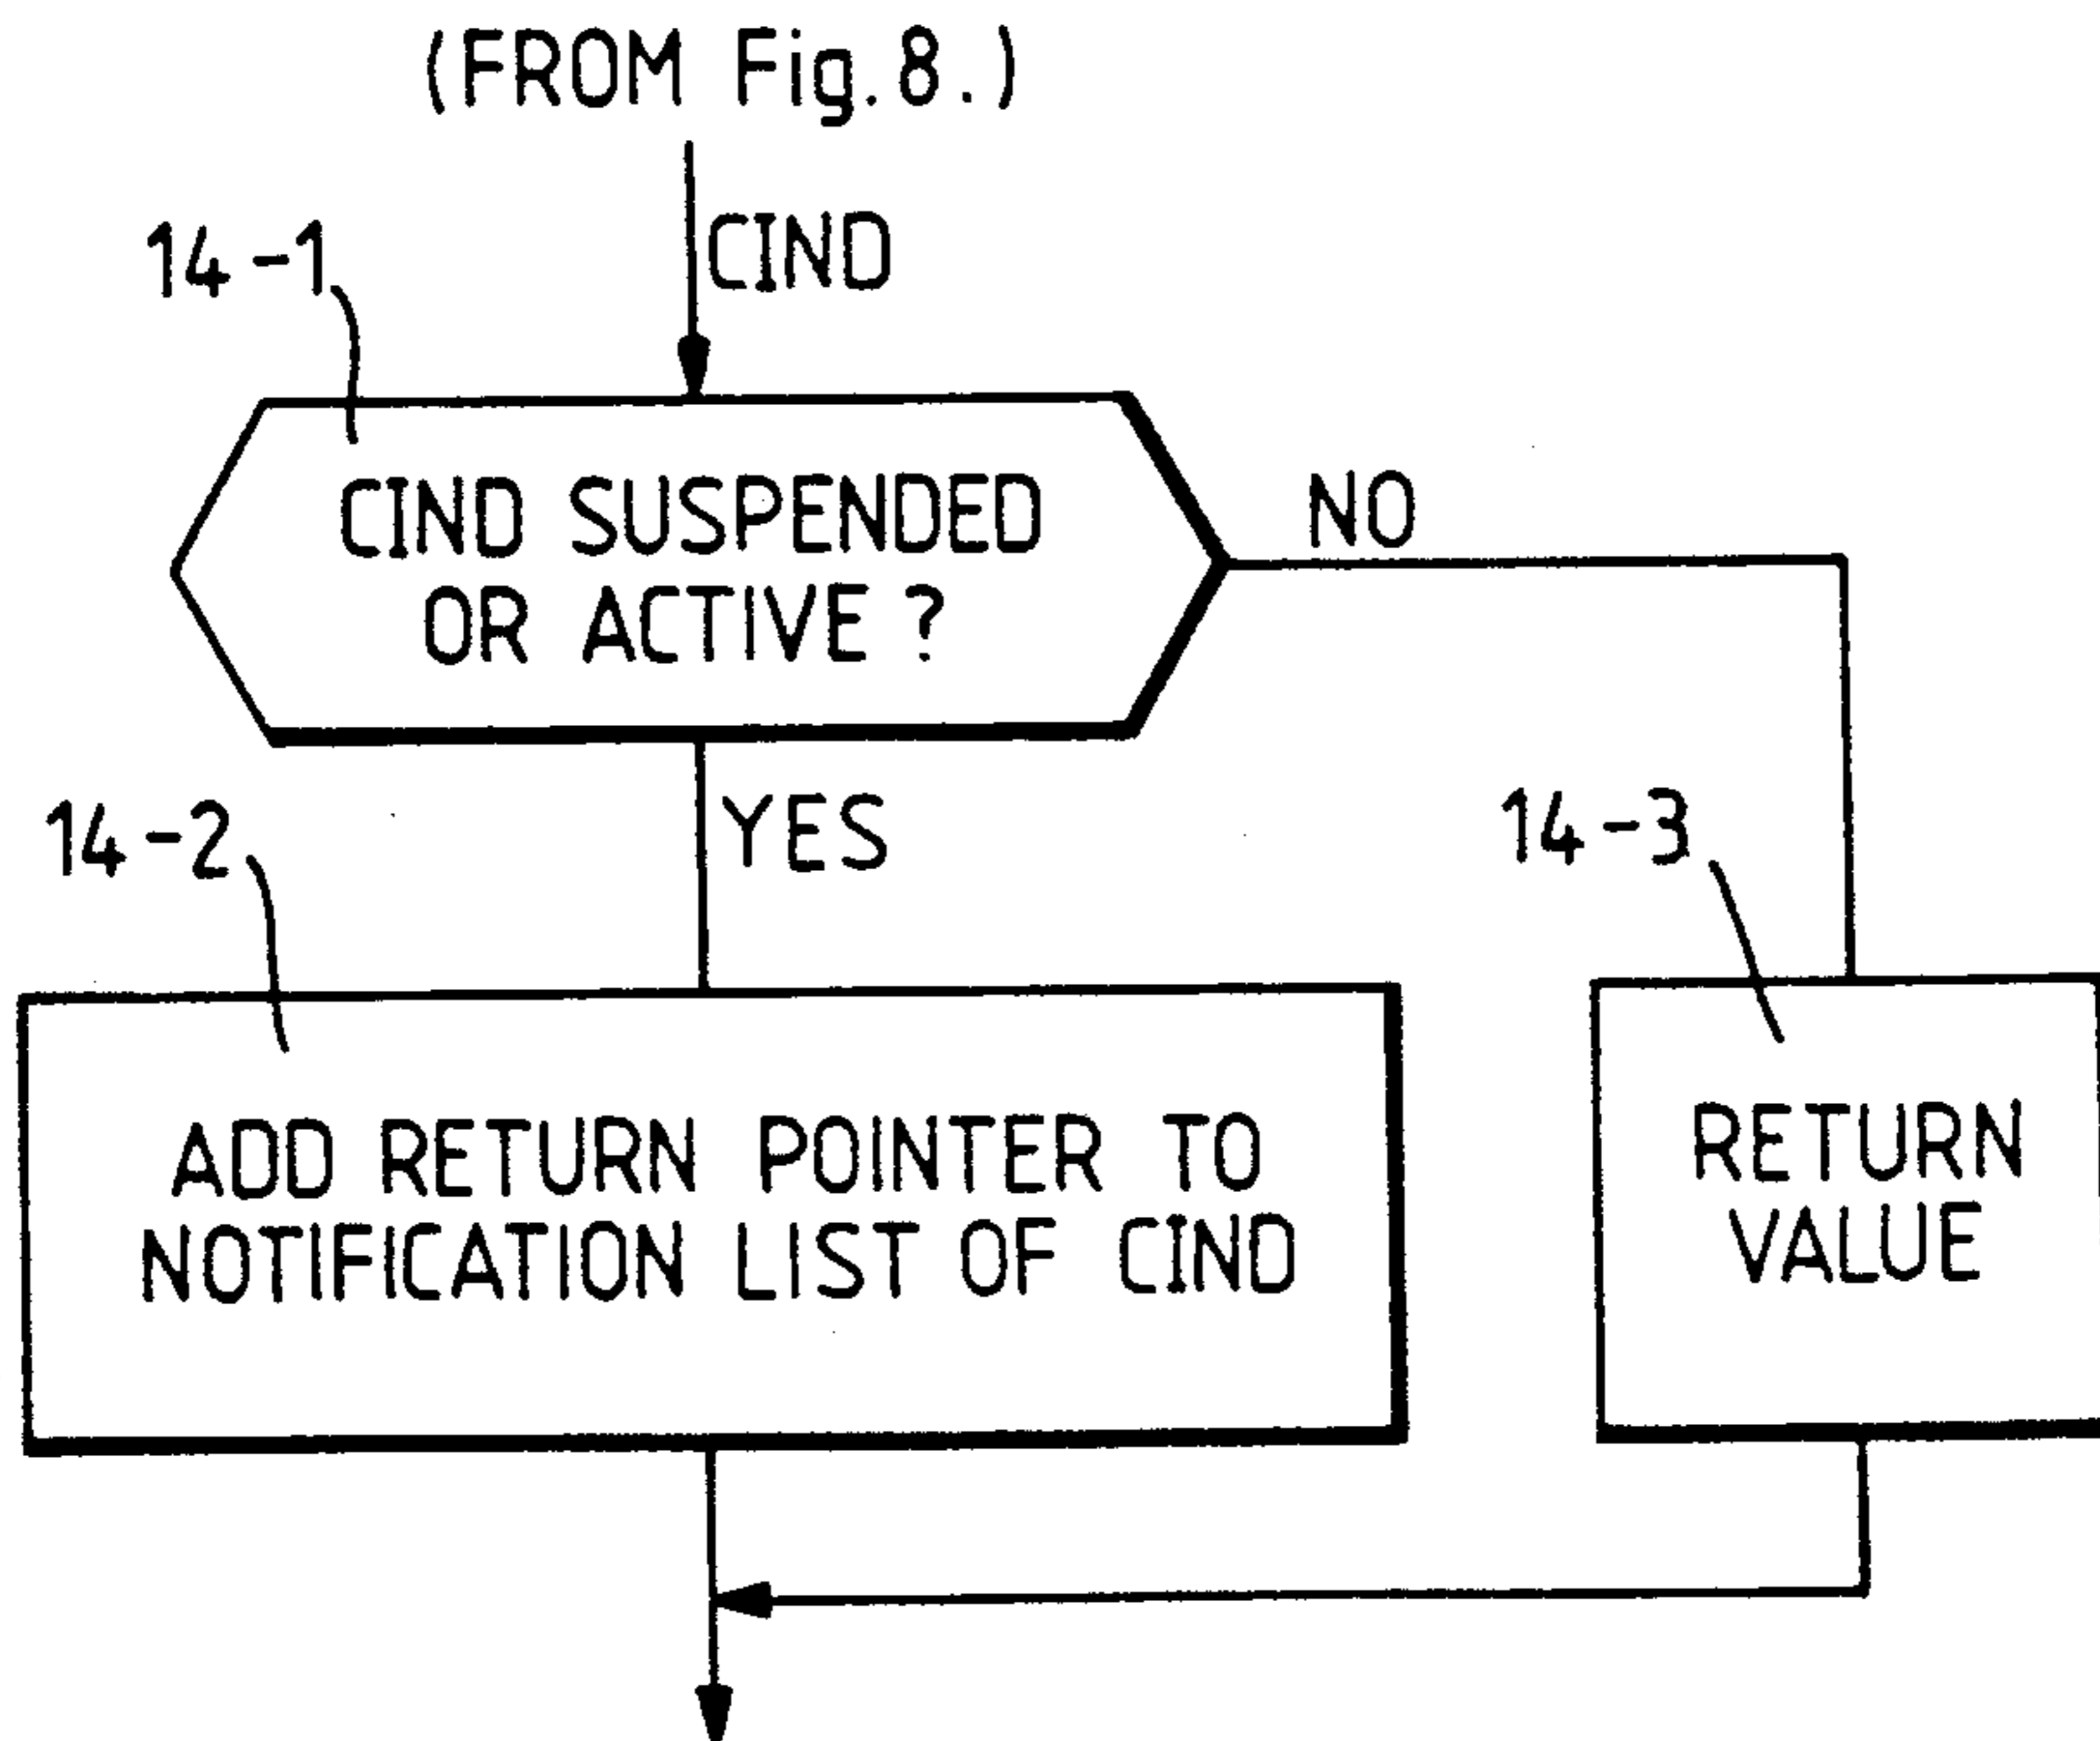 (FROM Fig. 8.)
CIND
14-1
CIND SUSPENDED
OR ACTIVE ?
NO
YES
14-2
14-3
ADD RETURN POINTER TO
NOTIFICATION LIST OF CIND
RETURN
VALUE